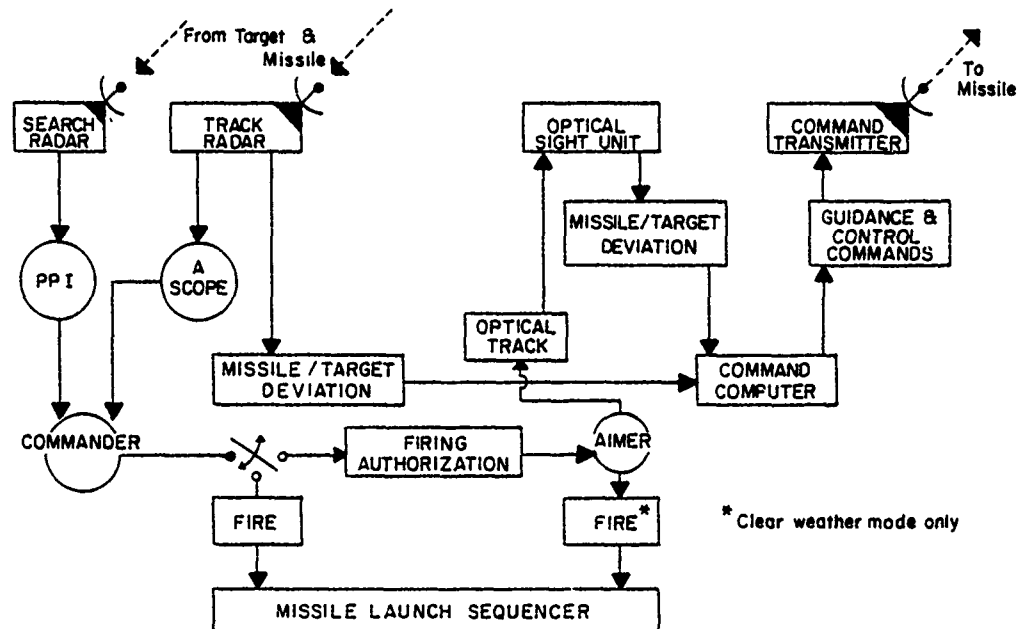 From Target &
Missile
To
Missile
SEARCH
RADAR
TRACK
RADAR
OPTICAL
SIGHT UNIT
COMMAND
TRANSMITTER
MISSILE/TARGET
DEVIATION
GUIDANCE &
CONTROL
COMMANDS
PPI
A
SCOPE
OPTICAL
TRACK
MISSILE / TARGET
DEVIATION
COMMAND
COMPUTER
COMMANDER
FIRING
AUTHORIZATION
AIMER
FIRE
FIRE*
*Clear weather mode only
MISSILE LAUNCH SEQUENCER